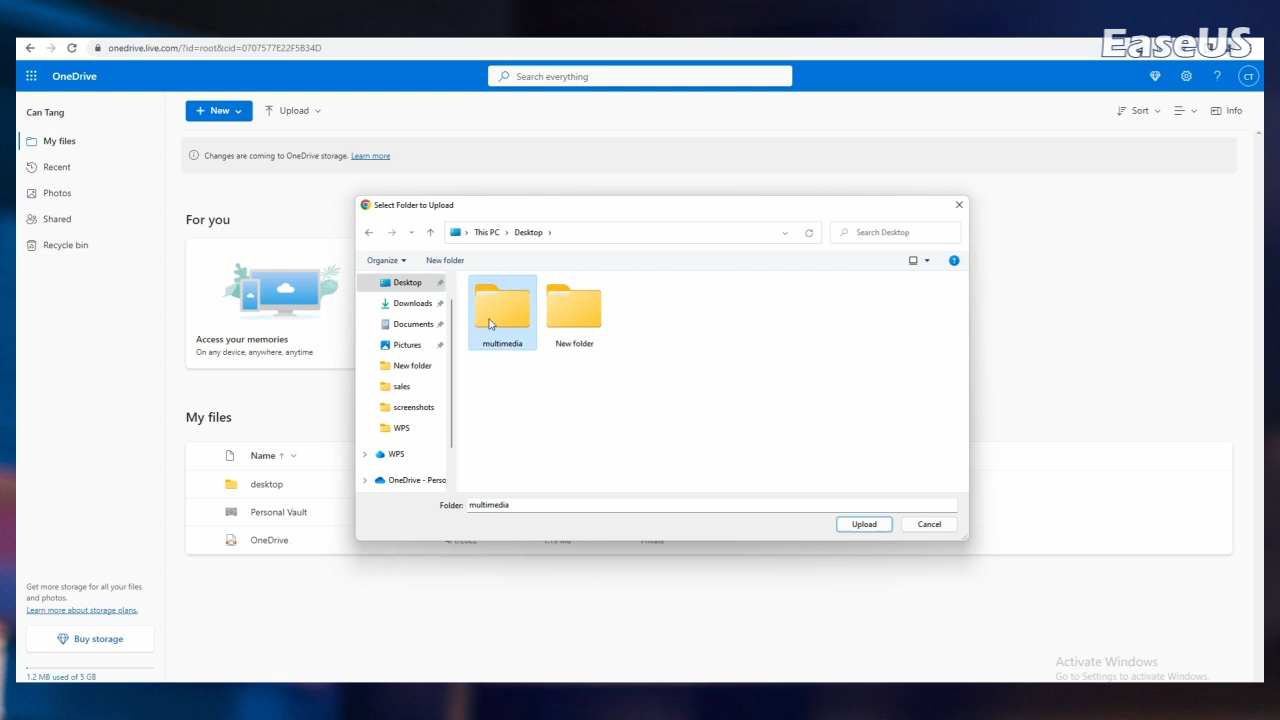 EaseUS
onedrive.live.com/?id=root&cid=0707577E22F5B34D
OneDrive
Search everything
?
CT
Can Tang
My files
Recent
Photos
Shared
Recycle bin
+ New
Upload
Sort
Info
Changes are coming to OneDrive storage. Learn more
For you
Access your memories
On any device, anywhere, anytime
My files
Name ↑
desktop
Personal Vault
OneDrive
Private
Select Folder to Upload
This PC > Desktop >
Search Desktop
Organize
New folder
?
Desktop
Downloads
Documents
Pictures
New folder
sales
screenshots
WPS
WPS
OneDrive - Perso
multimedia
New folder
Folder: multimedia
Upload
Cancel
Get more storage for all your files
and photos.
Learn more about storage plans.
Buy storage
1.2 MB used of 5 GB
Activate Windows
Go to Settings to activate Windows.